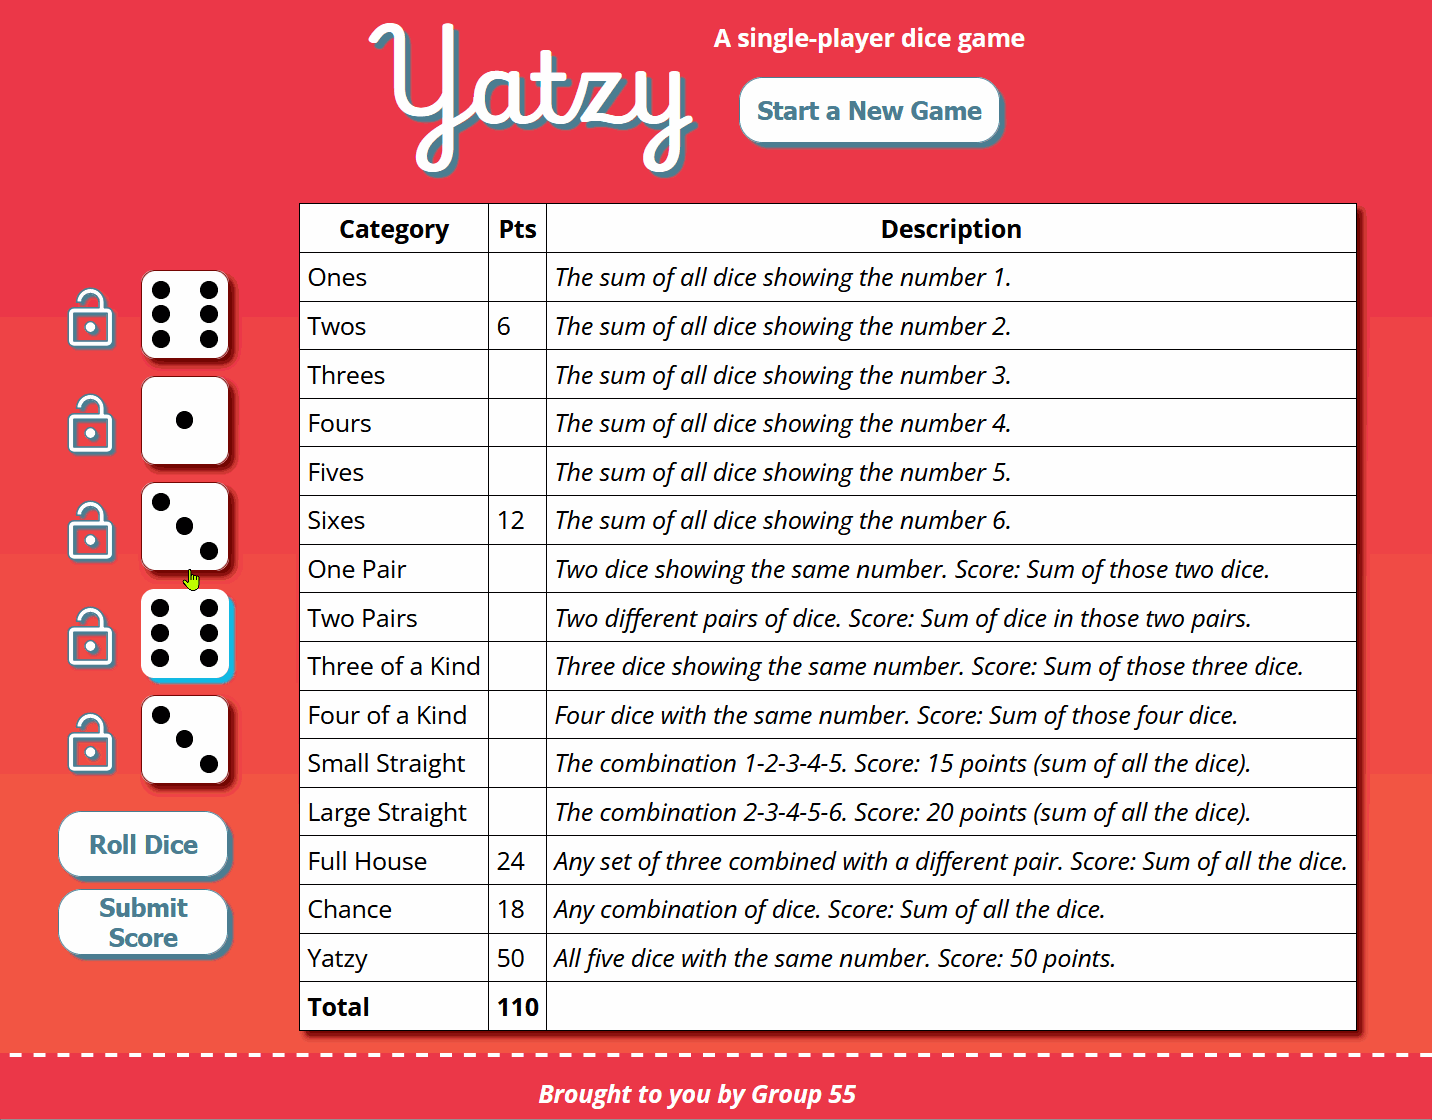 Yatzy
A single-player dice game
Start a New Game
Category Pts Description
Ones The sum of all dice showing the number 1.
Twos 6 The sum of all dice showing the number 2.
Threes The sum of all dice showing the number 3.
Fours The sum of all dice showing the number 4.
Fives The sum of all dice showing the number 5.
Sixes 12 The sum of all dice showing the number 6.
One Pair Two dice showing the same number. Score: Sum of those two dice.
Two Pairs Two different pairs of dice. Score: Sum of dice in those two pairs.
Three of a Kind Three dice showing the same number. Score: Sum of those three dice.
Four of a Kind Four dice with the same number. Score: Sum of those four dice.
Small Straight The combination 1-2-3-4-5. Score: 15 points (sum of all the dice).
Large Straight The combination 2-3-4-5-6. Score: 20 points (sum of all the dice).
Full House 24 Any set of three combined with a different pair. Score: Sum of all the dice.
Chance 18 Any combination of dice. Score: Sum of all the dice.
Yatzy 50 All five dice with the same number. Score: 50 points.
Total 110
Roll Dice
Submit
Score
Brought to you by Group 55